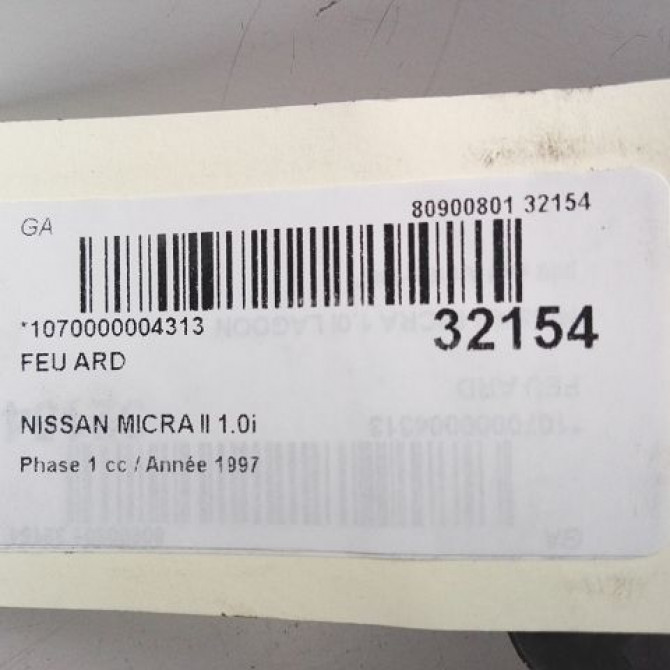 GA
80900801 32154
*1070000004313
32154
FEU ARD
NISSAN MICRA II 1.0i
Phase 1 cc / Année 1997